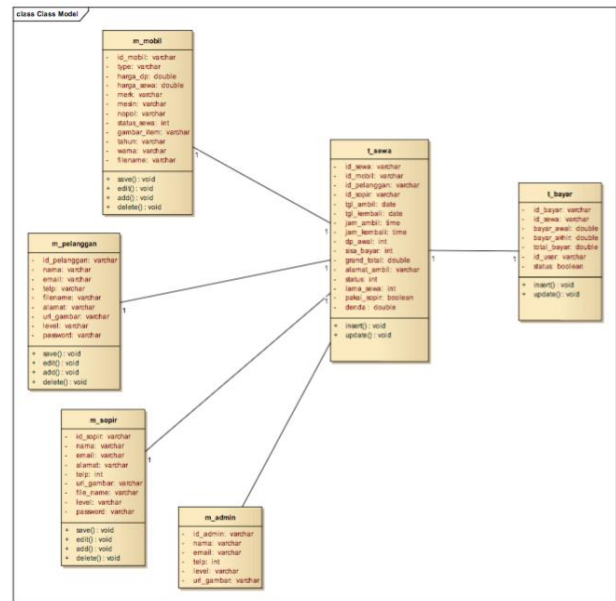 class Class Model
m_mobil
- id_mobil: varchar
- type: varchar
- harga_dp: double
- harga_sewa: double
- merk: varchar
- mesin: varchar
- nopol: varchar
- status_sewa: int
- gambar_item: varchar
- tahun: varchar
- warna: varchar
- filename: varchar
+ save() : void
+ edit() : void
+ add() : void
+ delete() : void
1
m_pelanggan
- id_pelanggan: varchar
- nama: varchar
- email: varchar
- telp: varchar
- filename: varchar
- alamat: varchar
- url_gambar: varchar
- level: varchar
- password: varchar
+ save() : void
+ edit() : void
+ add() : void
+ delete() : void
1
m_sopir
- id_sopir: varchar
- nama: varchar
- email: varchar
- alamat: varchar
- telp: int
- url_gambar: varchar
- file_name: varchar
- level: varchar
- password: varchar
+ save() : void
+ edit() : void
+ add() : void
+ delete() : void
1
m_admin
- id_admin: varchar
- nama: varchar
- email: varchar
- telp: int
- level: varchar
- url_gambar: varchar
t_sewa
- id_sewa: varchar
- id_mobil: varchar
- id_pelanggan: varchar
- id_sopir: varchar
- tgl_ambil: date
- tgl_kembali: date
- jam_ambil: time
- jam_kembali: time
- dp_awal: int
- sisa_bayar: int
- grand_total: double
- alamat_ambil: varchar
- status: int
- lama_sewa: int
- pakai_sopir: boolean
- denda : double
+ insert() : void
+ update() : void
1
1
1
1
t_bayar
- id_bayar: varchar
- id_sewa: varchar
- bayar_awal: double
- bayar_akhir: double
- total_bayar: double
- id_user: varchar
- status: boolean
+ insert() : void
+ update() : void
1